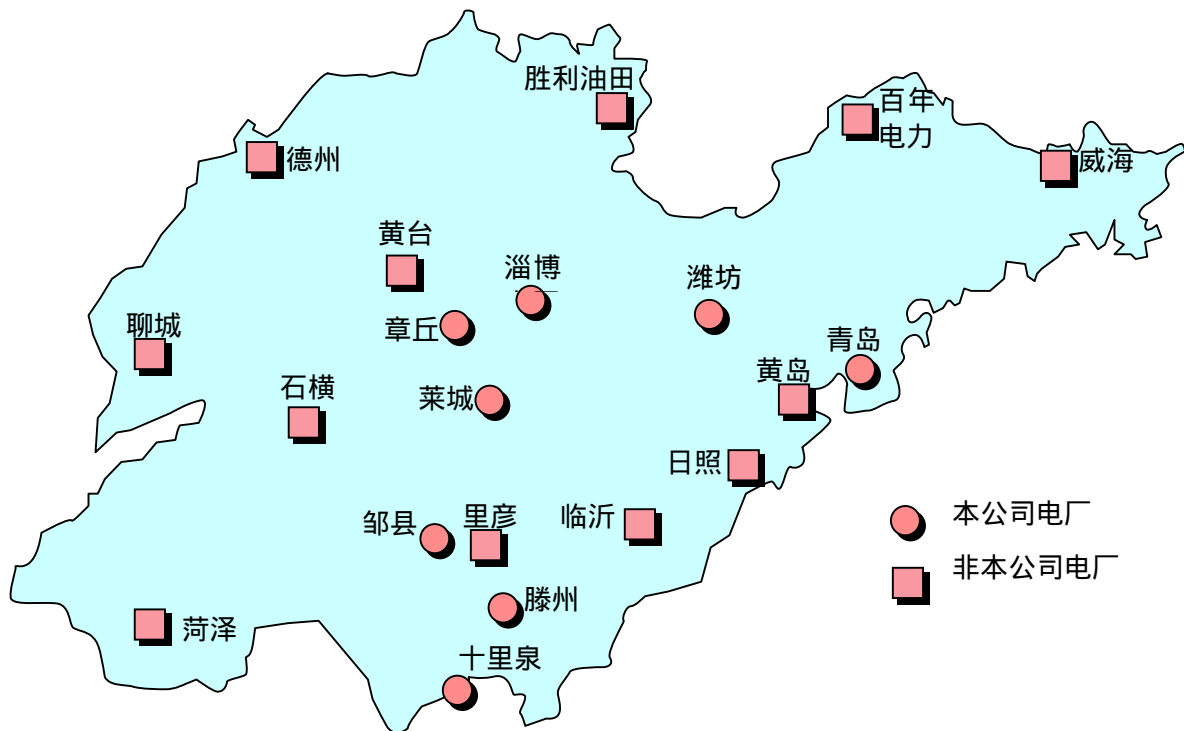 胜利油田
百年
电力
德州
威海
黄台
淄博
潍坊
聊城
章丘
青岛
黄岛
石横
莱城
日照
本公司电厂
邹县
里彦
临沂
非本公司电厂
滕州
菏泽
十里泉